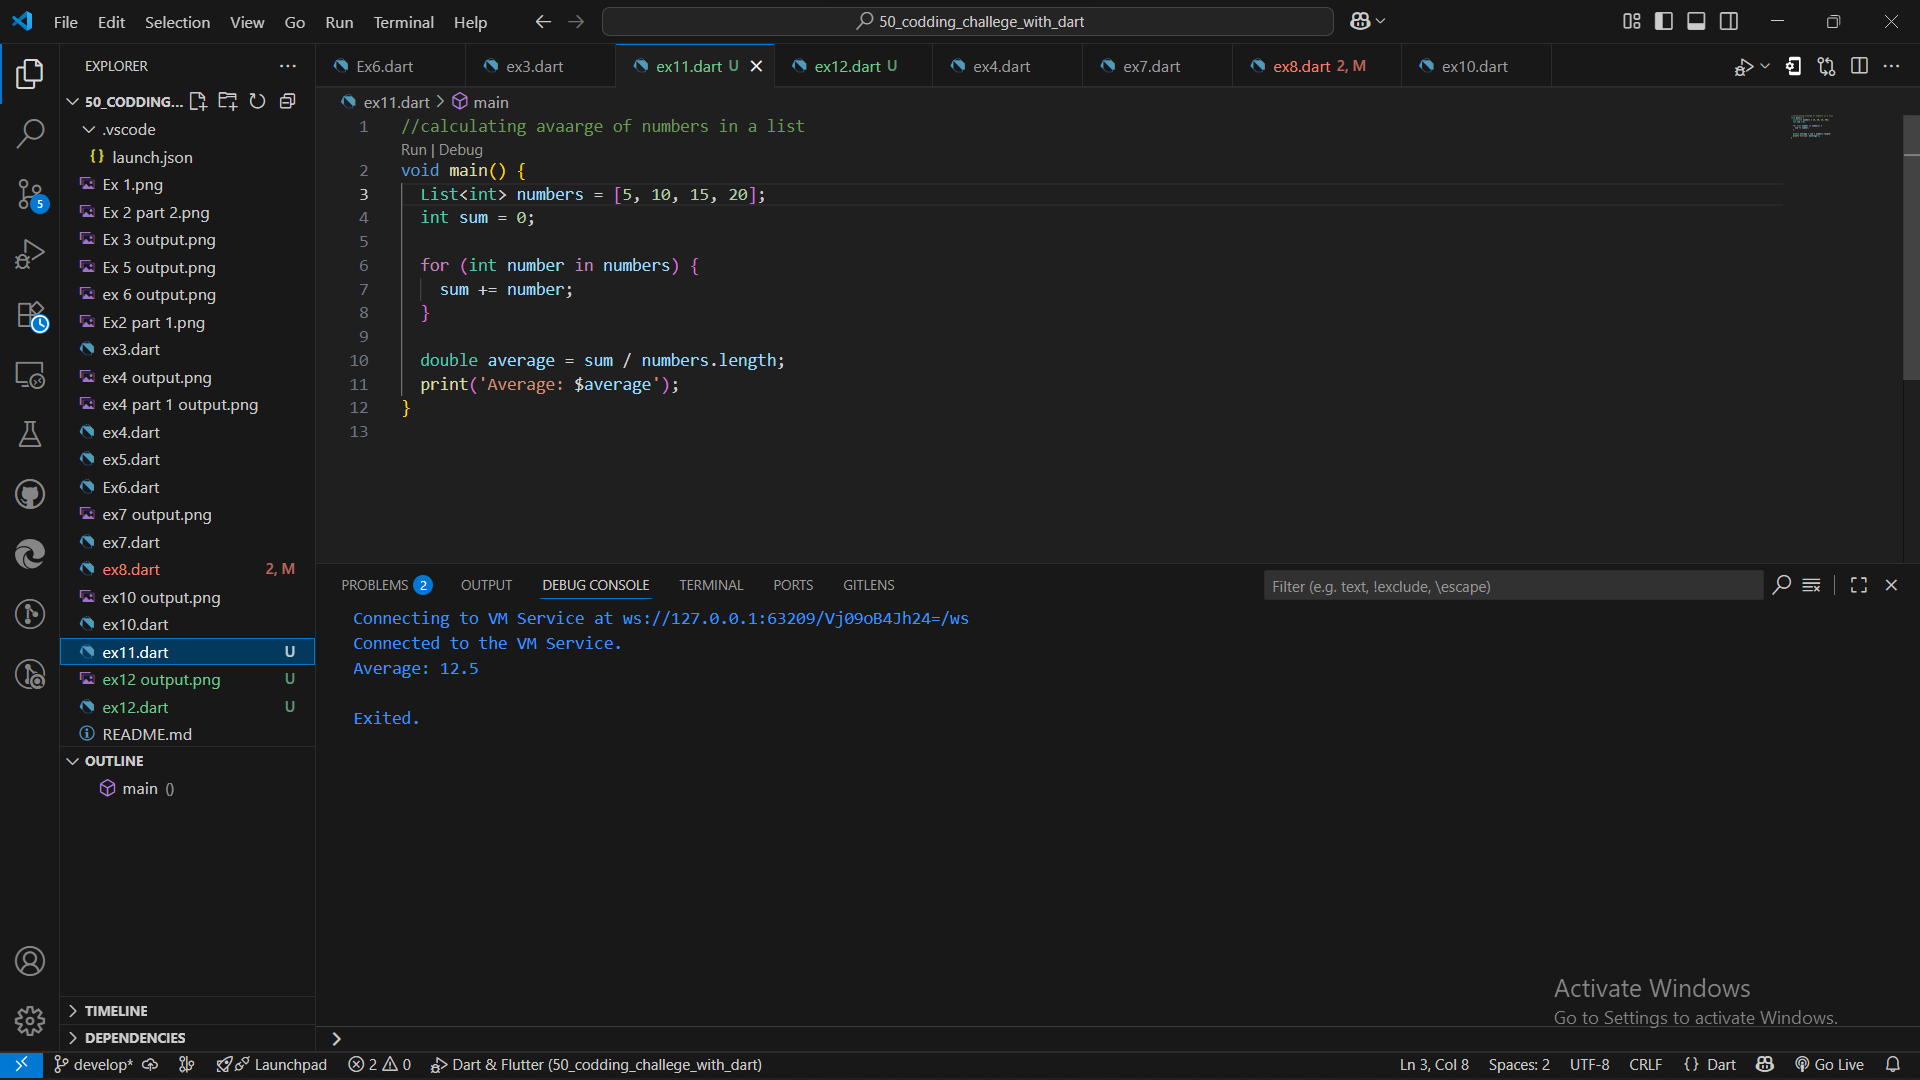 File Edit Selection View Go Run Terminal Help
50_codding_challege_with_dart
EXPLORER
50_CODDING...
.vscode
launch.json
Ex 1.png
Ex 2 part 2.png
Ex 3 output.png
Ex 5 output.png
ex 6 output.png
Ex2 part 1.png
ex3.dart
ex4 output.png
ex4 part 1 output.png
ex4.dart
ex5.dart
Ex6.dart
ex7 output.png
ex7.dart
ex8.dart 2, M
ex10 output.png
ex10.dart
ex11.dart U
ex12 output.png U
ex12.dart U
README.md
OUTLINE
main ()
TIMELINE
DEPENDENCIES
5
Ex6.dart ex3.dart ex11.dart U ex12.dart U ex4.dart ex7.dart ex8.dart 2, M ex10.dart
ex11.dart > main
1 //calculating avaarge of numbers in a list
Run | Debug
2 void main() {
3 List<int> numbers = [5, 10, 15, 20];
4 int sum = 0;
5
6 for (int number in numbers) {
7 sum += number;
8 }
9
10 double average = sum / numbers.length;
11 print('Average: $average');
12 }
13
PROBLEMS 2 OUTPUT DEBUG CONSOLE TERMINAL PORTS GITLENS
Filter (e.g. text, !exclude, \escape)
Connecting to VM Service at ws://127.0.0.1:63209/Vj09oB4Jh24=/ws
Connected to the VM Service.
Average: 12.5
Exited.
Activate Windows
Go to Settings to activate Windows.
develop* Launchpad 2 0 Dart & Flutter (50_codding_challege_with_dart) Ln 3, Col 8 Spaces: 2 UTF-8 CRLF {} Dart Go Live